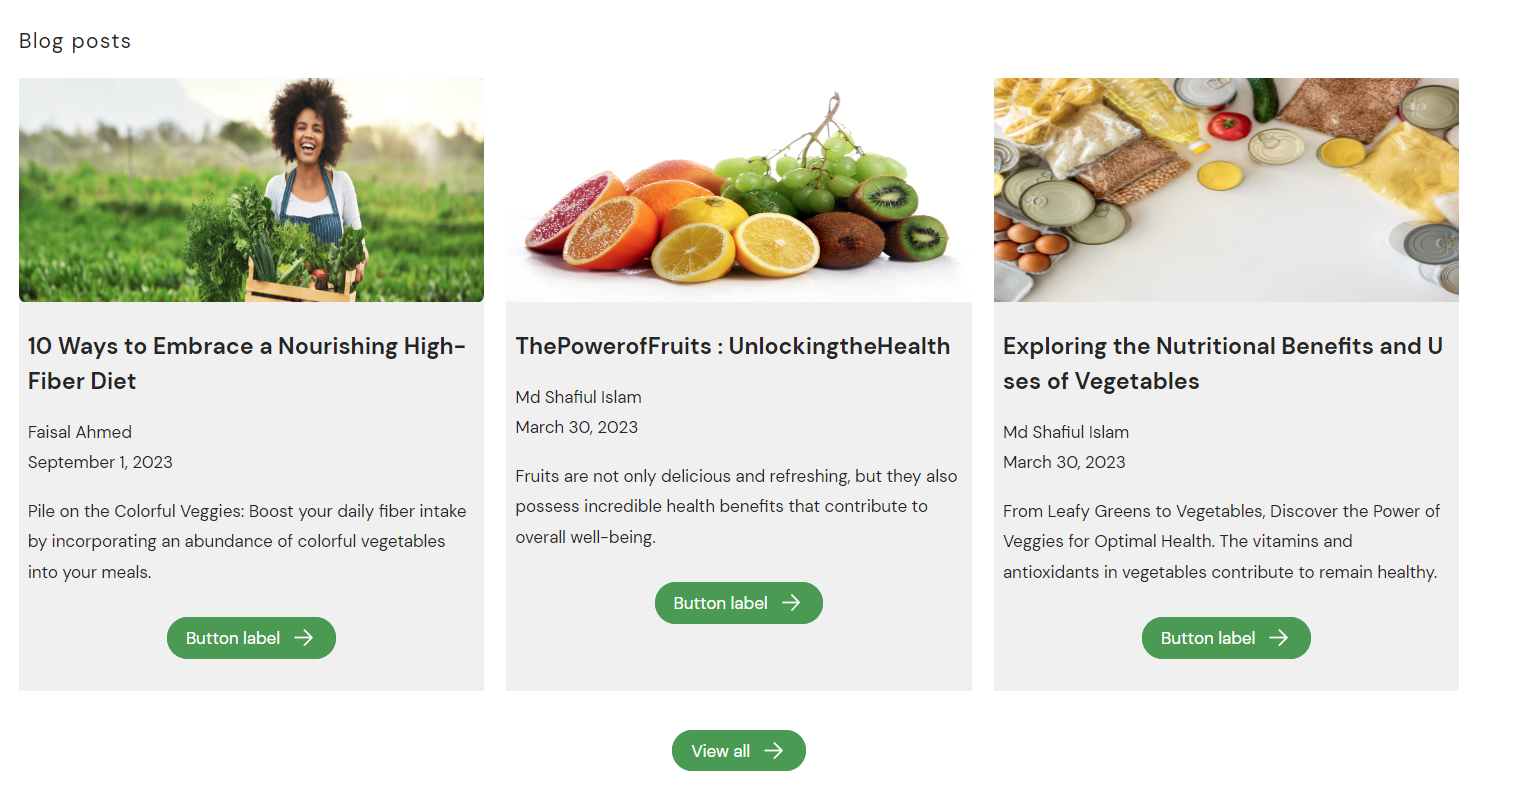 Blog posts
10 Ways to Embrace a Nourishing High-
Fiber Diet
Faisal Ahmed
September 1, 2023
Pile on the Colorful Veggies: Boost your daily fiber intake
by incorporating an abundance of colorful vegetables
into your meals.
Button label
ThePowerofFruits : UnlockingtheHealth
Md Shafiul Islam
March 30, 2023
Fruits are not only delicious and refreshing, but they also
possess incredible health benefits that contribute to
overall well-being.
Button label
Exploring the Nutritional Benefits and U
ses of Vegetables
Md Shafiul Islam
March 30, 2023
From Leafy Greens to Vegetables, Discover the Power of
Veggies for Optimal Health. The vitamins and
antioxidants in vegetables contribute to remain healthy.
Button label
View all